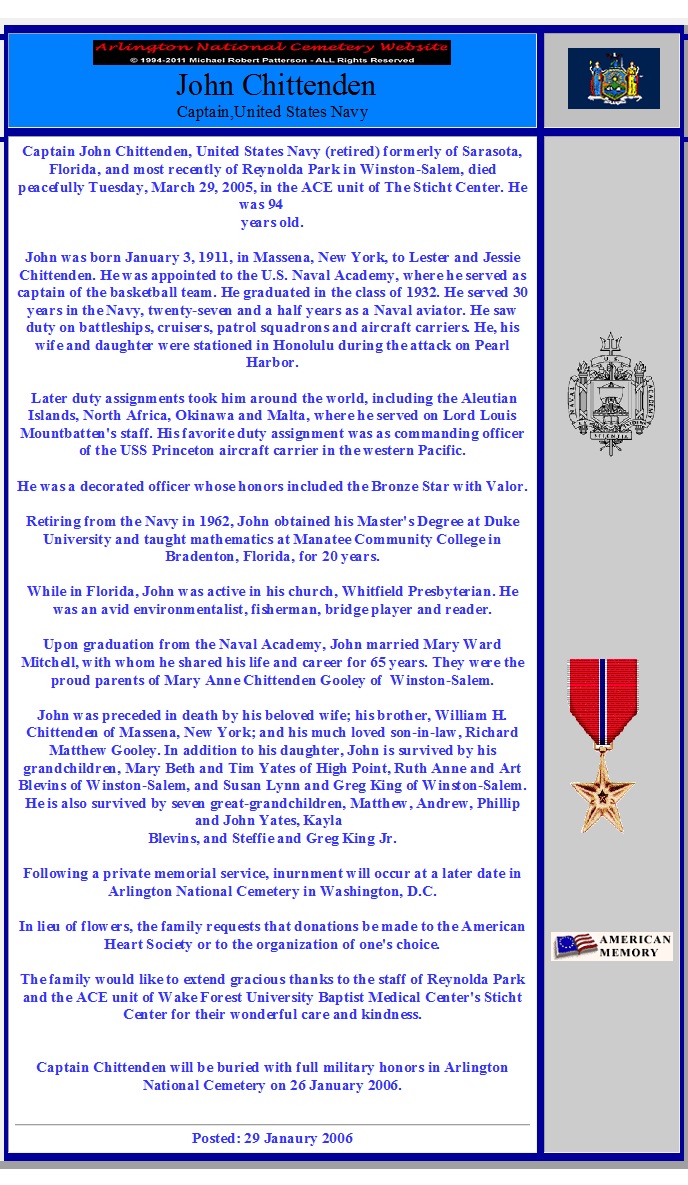 Arlington National Cemetery Website
© 1994-2011 Michael Robert Patterson - ALL Rights Reserved
John Chittenden
Captain,United States Navy
Captain John Chittenden, United States Navy (retired) formerly of Sarasota,
Florida, and most recently of Reynolda Park in Winston-Salem, died
peacefully Tuesday, March 29, 2005, in the ACE unit of The Sticht Center. He
was 94
years old.
John was born January 3, 1911, in Massena, New York, to Lester and Jessie
Chittenden. He was appointed to the U.S. Naval Academy, where he served as
captain of the basketball team. He graduated in the class of 1932. He served 30
years in the Navy, twenty-seven and a half years as a Naval aviator. He saw
duty on battleships, cruisers, patrol squadrons and aircraft carriers. He, his
wife and daughter were stationed in Honolulu during the attack on Pearl
Harbor.
Later duty assignments took him around the world, including the Aleutian
Islands, North Africa, Okinawa and Malta, where he served on Lord Louis
Mountbatten's staff. His favorite duty assignment was as commanding officer
of the USS Princeton aircraft carrier in the western Pacific.
He was a decorated officer whose honors included the Bronze Star with Valor.
Retiring from the Navy in 1962, John obtained his Master's Degree at Duke
University and taught mathematics at Manatee Community College in
Bradenton, Florida, for 20 years.
While in Florida, John was active in his church, Whitfield Presbyterian. He
was an avid environmentalist, fisherman, bridge player and reader.
Upon graduation from the Naval Academy, John married Mary Ward
Mitchell, with whom he shared his life and career for 65 years. They were the
proud parents of Mary Anne Chittenden Gooley of Winston-Salem.
John was preceded in death by his beloved wife; his brother, William H.
Chittenden of Massena, New York; and his much loved son-in-law, Richard
Matthew Gooley. In addition to his daughter, John is survived by his
grandchildren, Mary Beth and Tim Yates of High Point, Ruth Anne and Art
Blevins of Winston-Salem, and Susan Lynn and Greg King of Winston-Salem.
He is also survived by seven great-grandchildren, Matthew, Andrew, Phillip
and John Yates, Kayla
Blevins, and Steffie and Greg King Jr.
Following a private memorial service, inurnment will occur at a later date in
Arlington National Cemetery in Washington, D.C.
In lieu of flowers, the family requests that donations be made to the American
Heart Society or to the organization of one's choice.
The family would like to extend gracious thanks to the staff of Reynolda Park
and the ACE unit of Wake Forest University Baptist Medical Center's Sticht
Center for their wonderful care and kindness.
Captain Chittenden will be buried with full military honors in Arlington
National Cemetery on 26 January 2006.
Posted: 29 Janaury 2006
U. S.
NAVAL
ACADEMY
SCIENTIA
AMERICAN
MEMORY